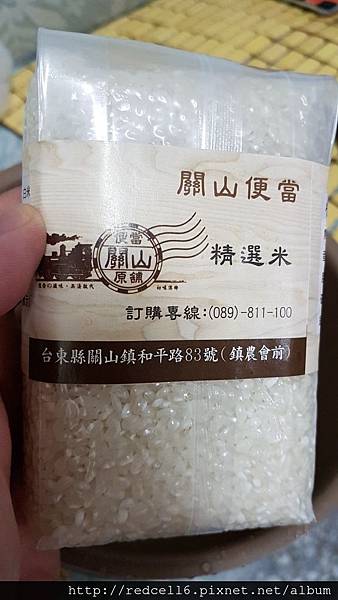 白米
關山便當
便當
關山
原舖
精選米
訂購專線:(089)-811-100
台東縣關山鎮和平路83號(鎮農會前)
http://redcell6.pixnet.net/album